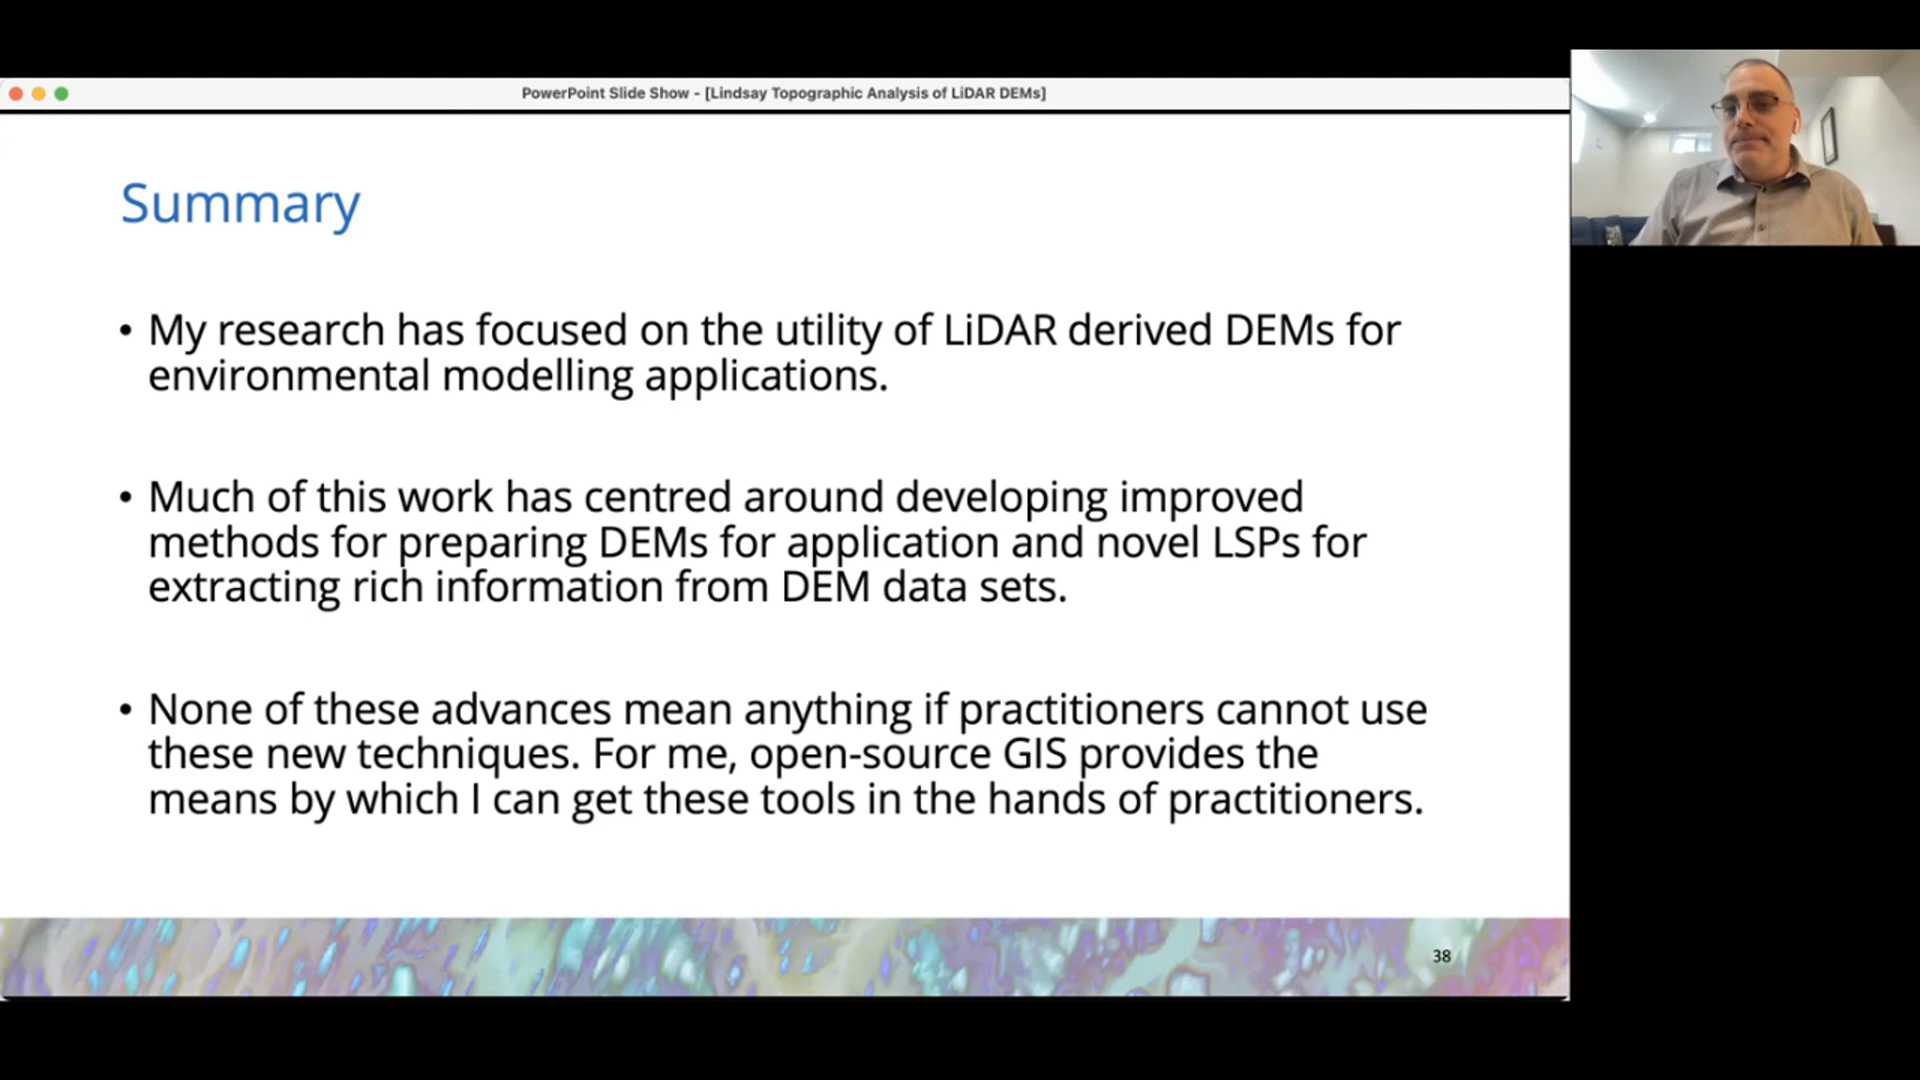 PowerPoint Slide Show - [Lindsay Topographic Analysis of LiDAR DEMs]
Summary
• My research has focused on the utility of LiDAR derived DEMs for
environmental modelling applications.
• Much of this work has centred around developing improved
methods for preparing DEMs for application and novel LSPs for
extracting rich information from DEM data sets.
• None of these advances mean anything if practitioners cannot use
these new techniques. For me, open-source GIS provides the
means by which I can get these tools in the hands of practitioners.
38